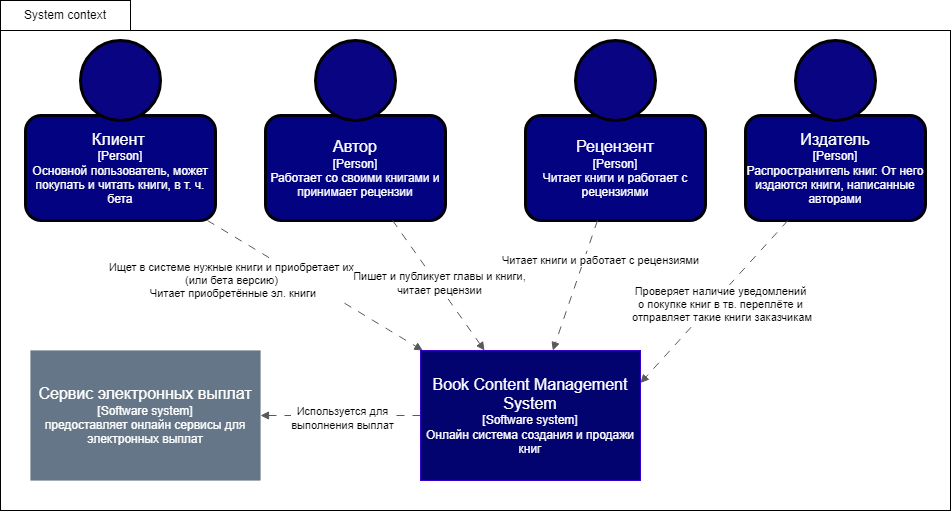 System context
Клиент
[Person]
Основной пользователь, может
покупать и читать книги, в т. ч.
бета
Автор
[Person]
Работает со своими книгами и
принимает рецензии
Рецензент
[Person]
Читает книги и работает с
рецензиями
Издатель
[Person]
Распространитель книг. От него
издаются книги, написанные
авторами
Ищет в системе нужные книги и приобретает их
(или бета версию)
Читает приобретённые эл. книги
Пишет и публикует главы и книги,
читает рецензии
Читает книги и работает с рецензиями
Проверяет наличие уведомлений
о покупке книг в тв. переплёте и
отправляет такие книги заказчикам
Сервис электронных выплат
[Software system]
предоставляет онлайн сервисы для
электронных выплат
Используется для
выполнения выплат
Book Content Management
System
[Software system]
Онлайн система создания и продажи
книг